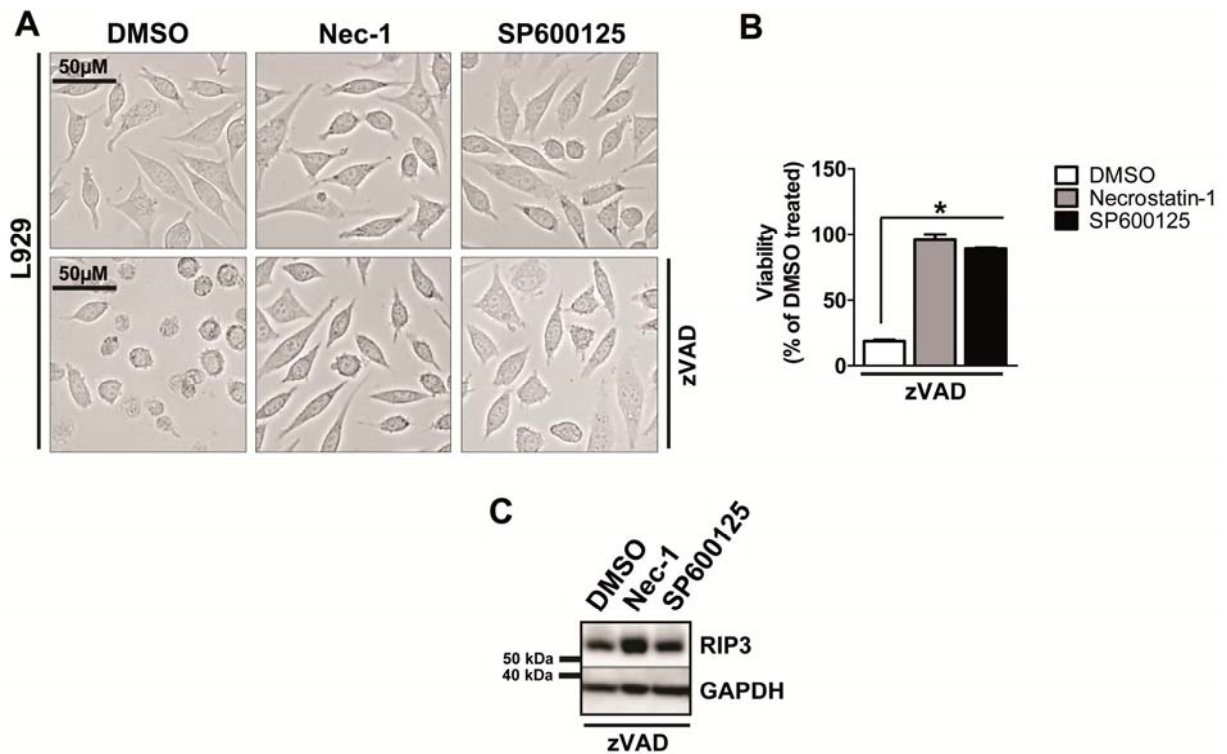 A
DMSO
Nec-1
SP600125
50µM
L929
50µM
zVAD
B
Viability
(% of DMSO treated)
150
100
50
0
*
zVAD
DMSO
Necrostatin-1
SP600125
C
DMSO
Nec-1
SP600125
RIP3
50 kDa
40 kDa
GAPDH
zVAD